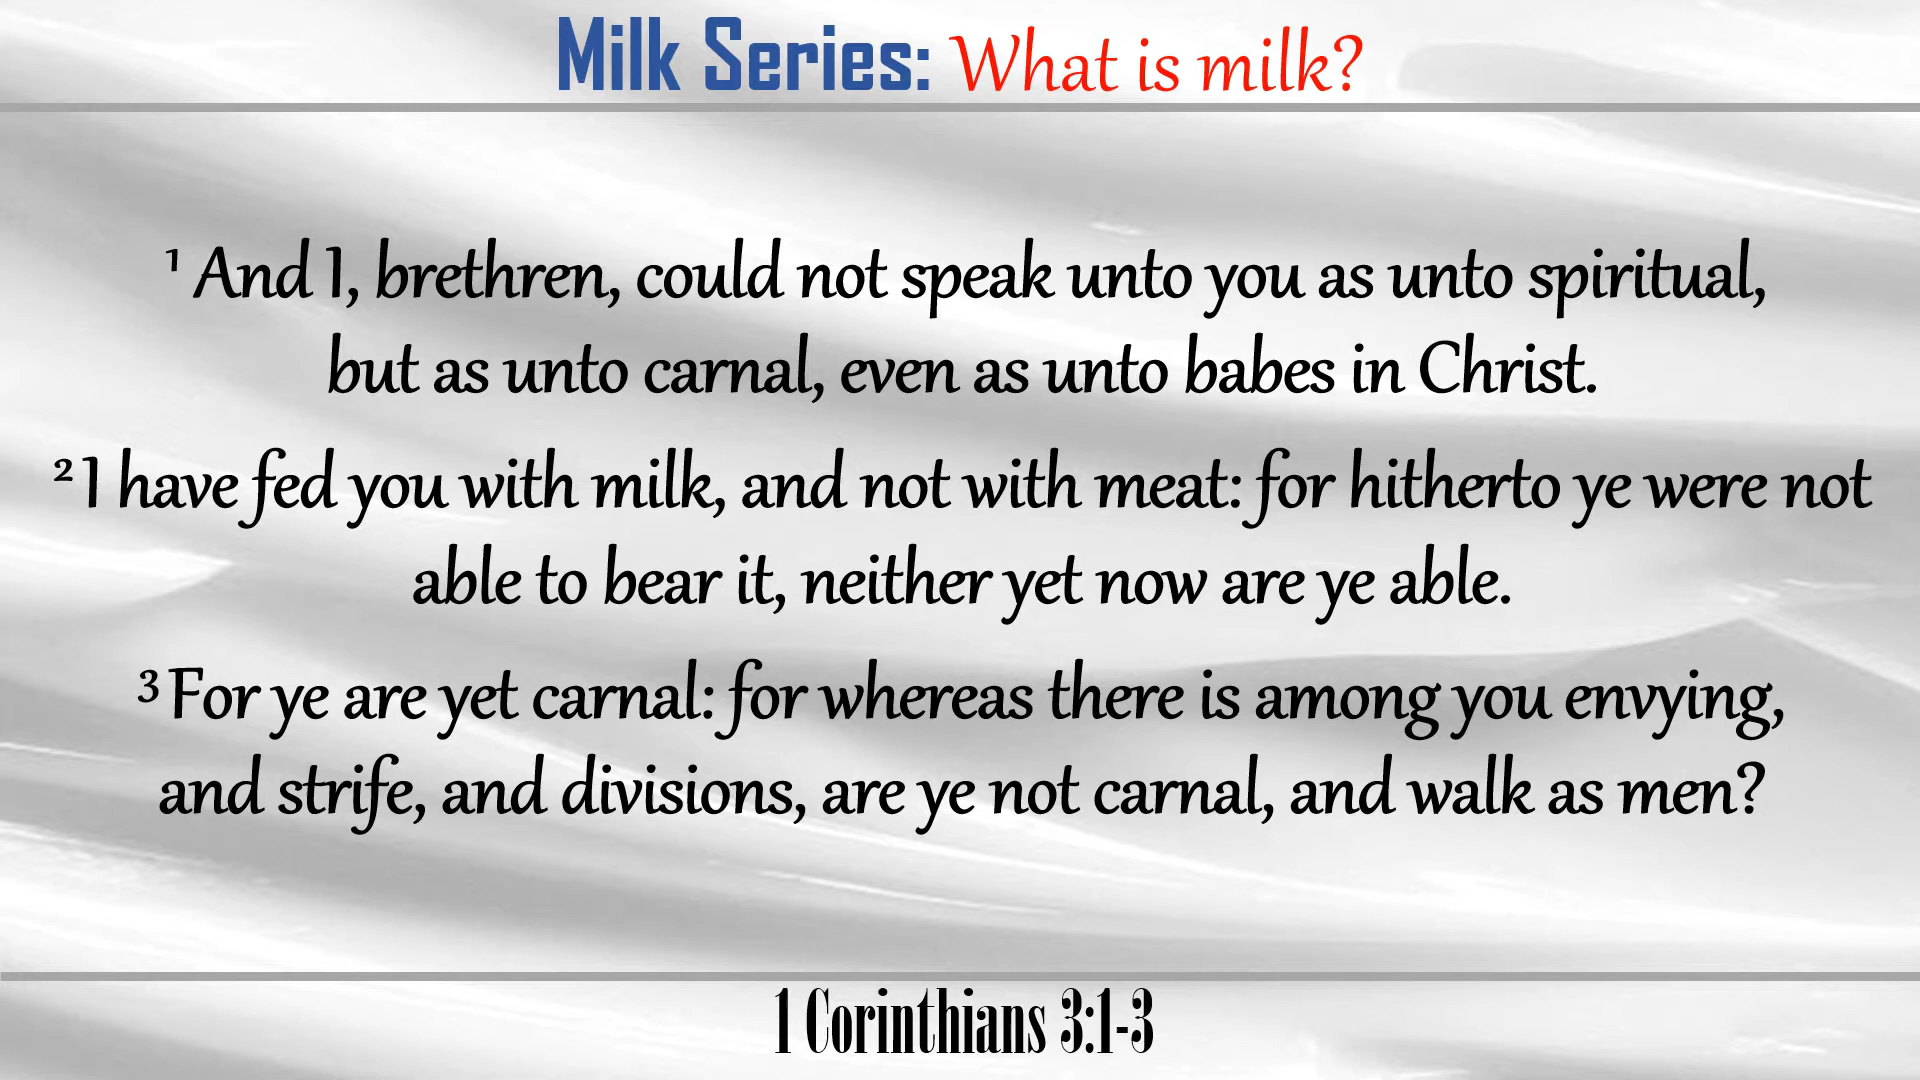 Milk Series: What is milk?
1 And I, brethren, could not speak unto you as unto spiritual,
but as unto carnal, even as unto babes in Christ.
2 I have fed you with milk, and not with meat: for hitherto ye were not
able to bear it, neither yet now are ye able.
3 For ye are yet carnal: for whereas there is among you envying,
and strife, and divisions, are ye not carnal, and walk as men?
1 Corinthians 3:1-3